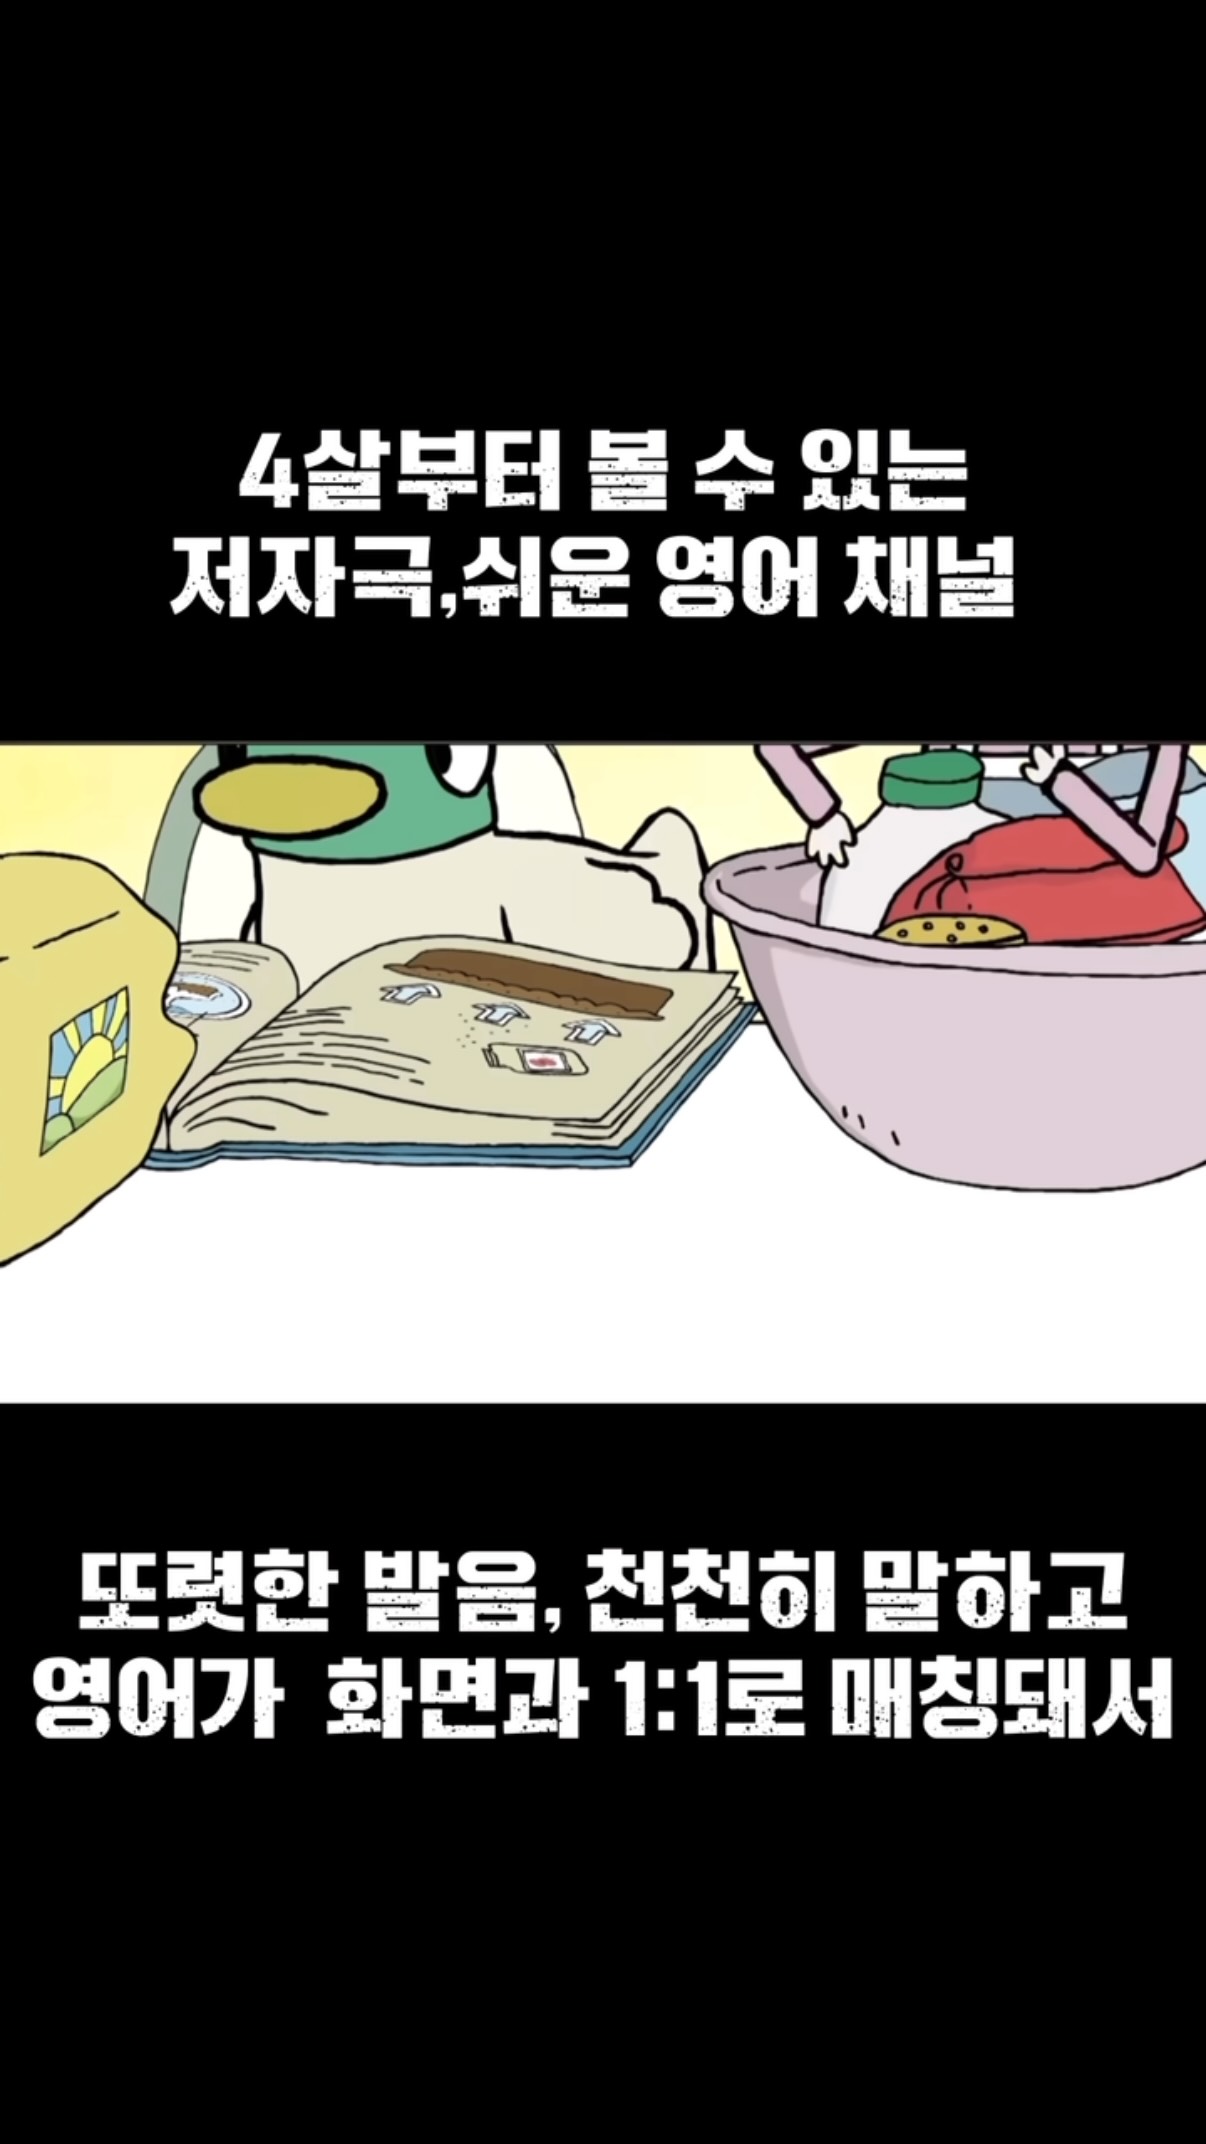 4살부터 볼 수 있는
저자극,쉬운 영어 채널
또렷한 발음, 천천히 말하고
영어가 화면과 1:1로 매칭돼서